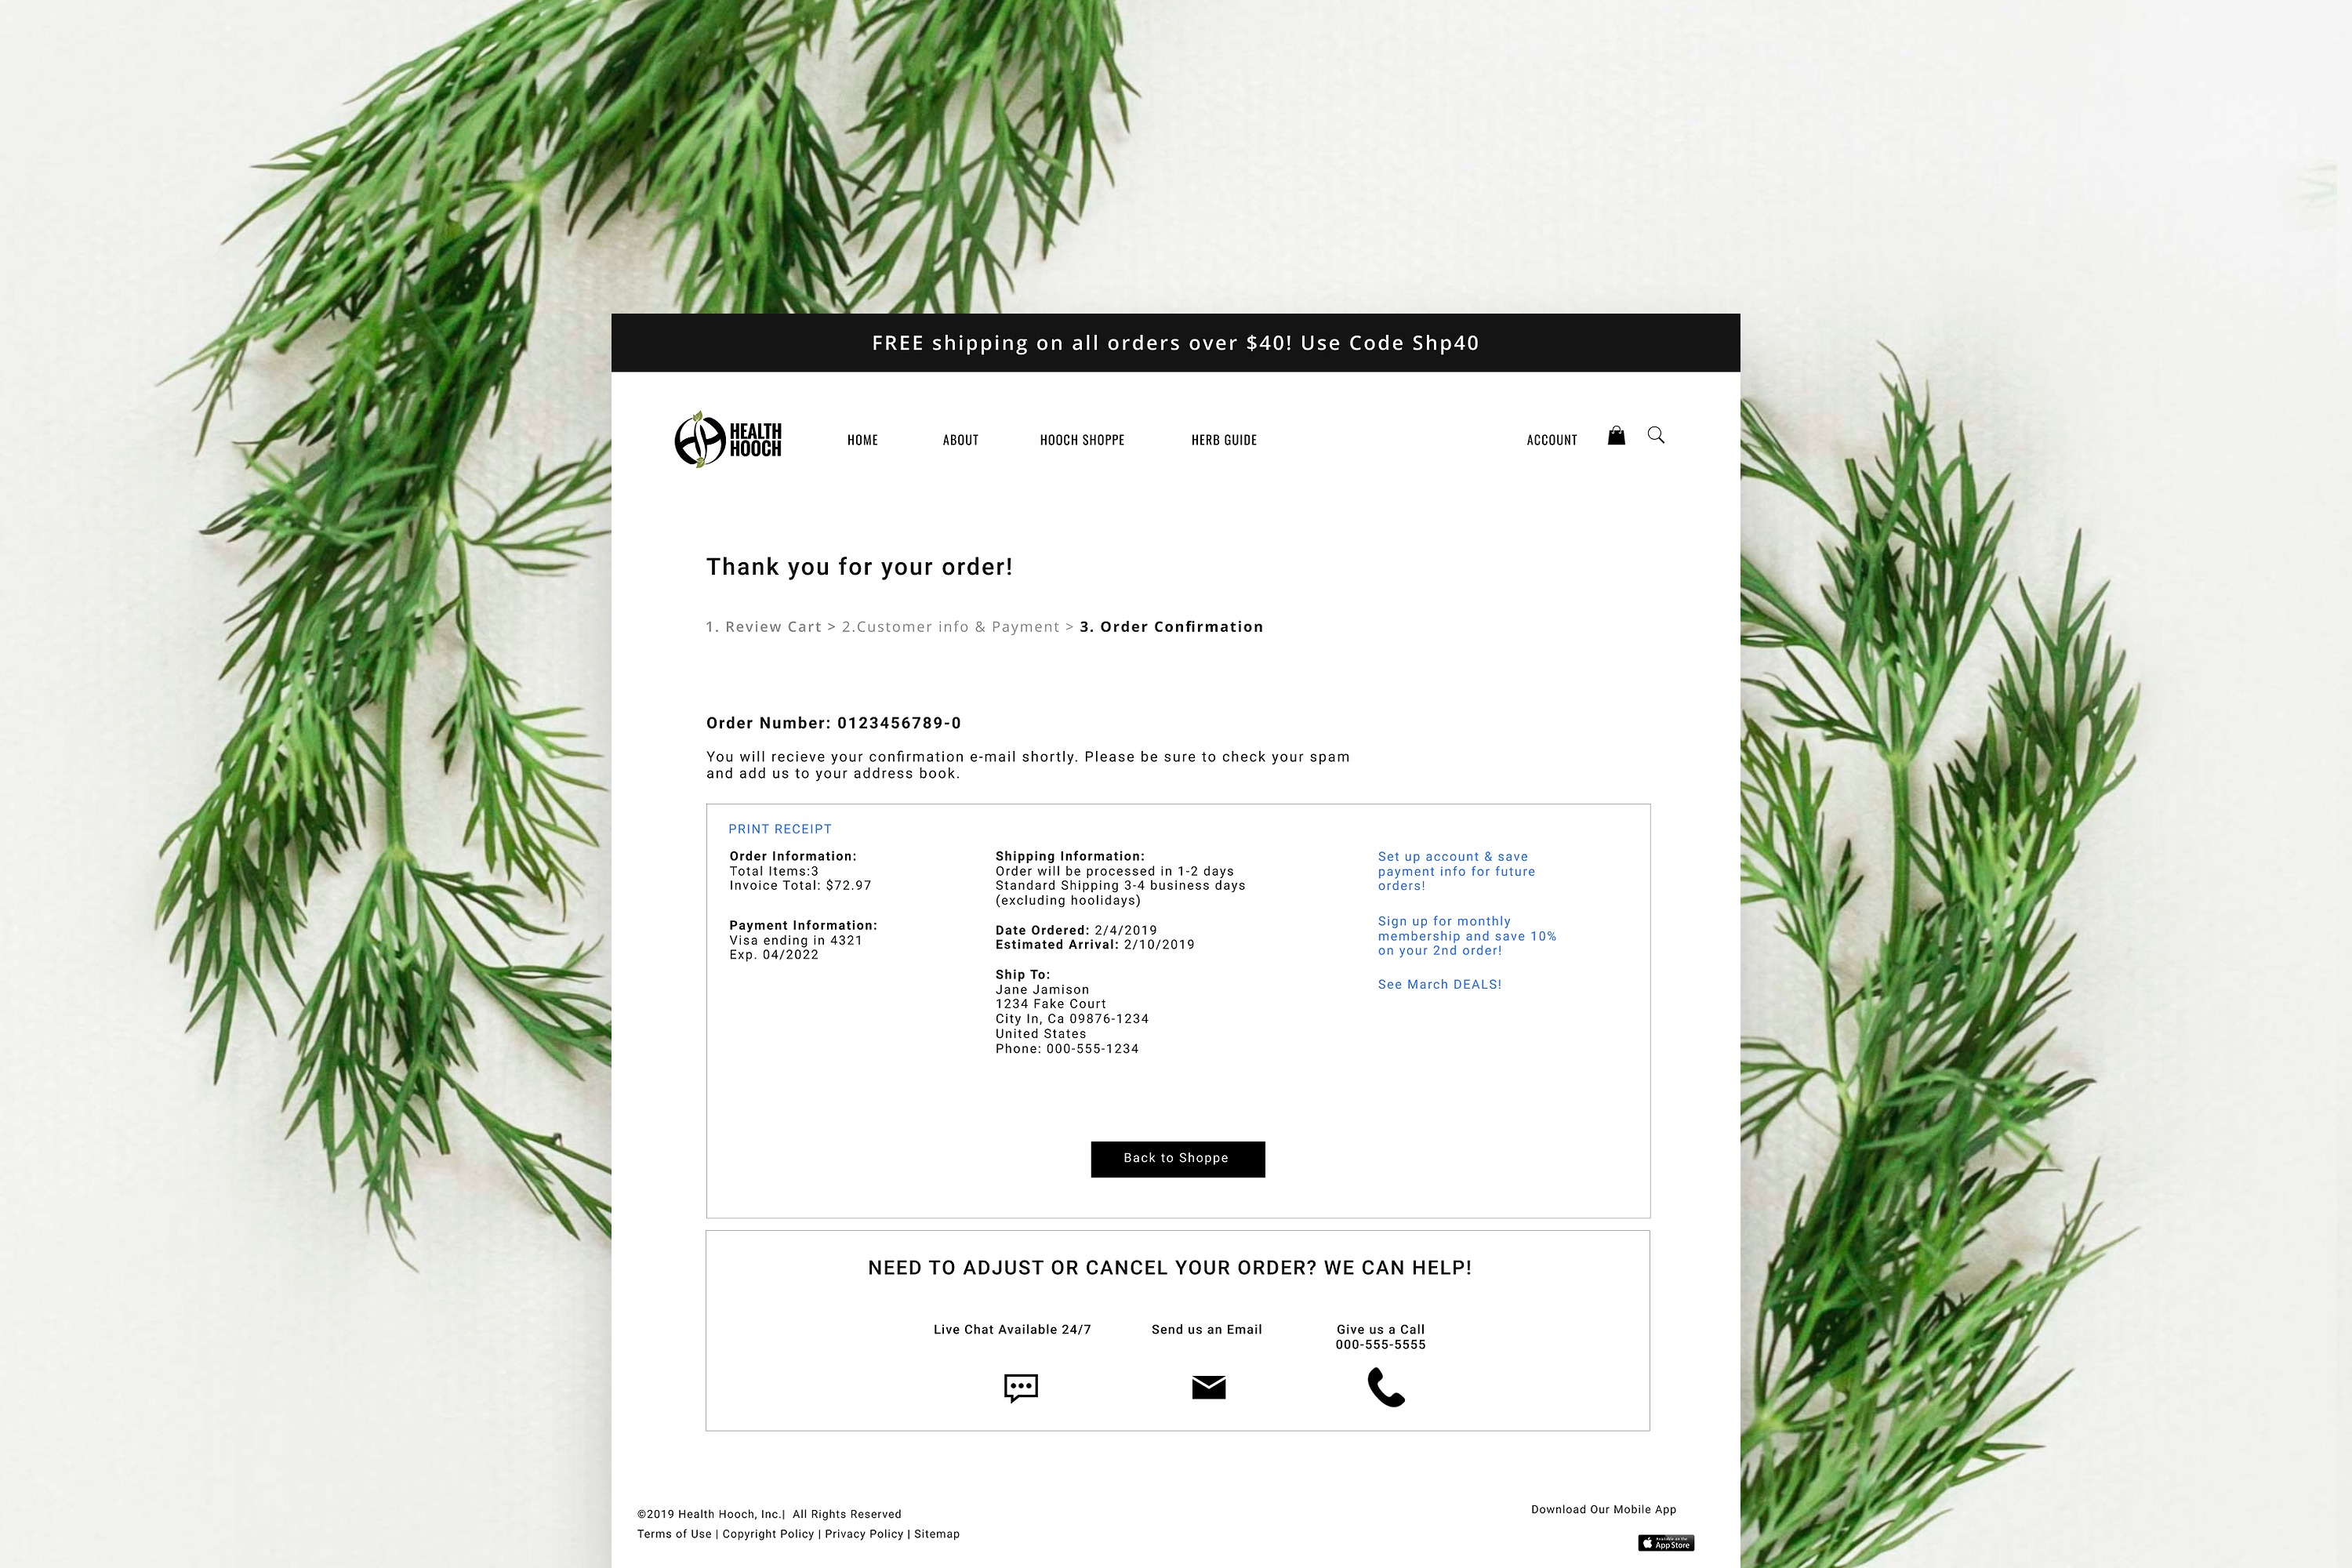 FREE shipping on all orders over $40! Use Code Shp40
HEALTH
HOOCH
HOME ABOUT HOOCH SHOPPE HERB GUIDE ACCOUNT
Thank you for your order!
1. Review Cart > 2.Customer info & Payment > 3. Order Confirmation
Order Number: 0123456789-0
You will recieve your confirmation e-mail shortly. Please be sure to check your spam
and add us to your address book.
PRINT RECEIPT
Order Information:
Total Items:3
Invoice Total: $72.97
Payment Information:
Visa ending in 4321
Exp. 04/2022
Shipping Information:
Order will be processed in 1-2 days
Standard Shipping 3-4 business days
(excluding hoolidays)
Date Ordered: 2/4/2019
Estimated Arrival: 2/10/2019
Ship To:
Jane Jamison
1234 Fake Court
City In, Ca 09876-1234
United States
Phone: 000-555-1234
Set up account & save
payment info for future
orders!
Sign up for monthly
membership and save 10%
on your 2nd order!
See March DEALS!
Back to Shoppe
NEED TO ADJUST OR CANCEL YOUR ORDER? WE CAN HELP!
Live Chat Available 24/7
Send us an Email
Give us a Call
000-555-5555
©2019 Health Hooch, Inc.| All Rights Reserved
Terms of Use | Copyright Policy | Privacy Policy | Sitemap
Download Our Mobile App
Available on the
App Store